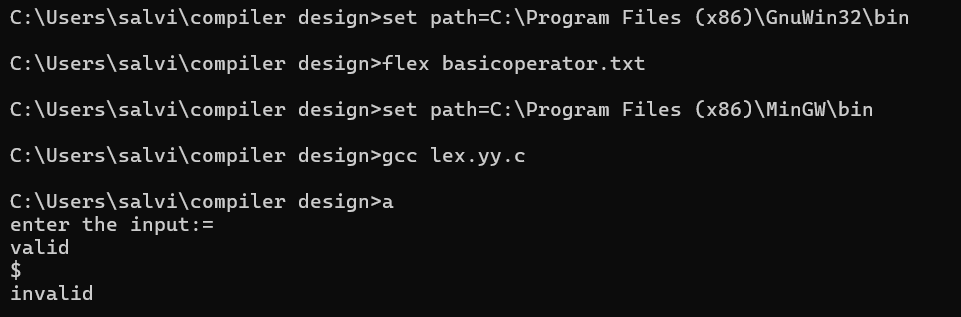 C:\Users\salvi\compiler design>set path=C:\Program Files (x86)\GnuWin32\bin
C:\Users\salvi\compiler design>flex basicoperator.txt
C:\Users\salvi\compiler design>set path=C:\Program Files (x86)\MinGW\bin
C:\Users\salvi\compiler design>gcc lex.yy.c
C:\Users\salvi\compiler design>a
enter the input:=
valid
$
invalid